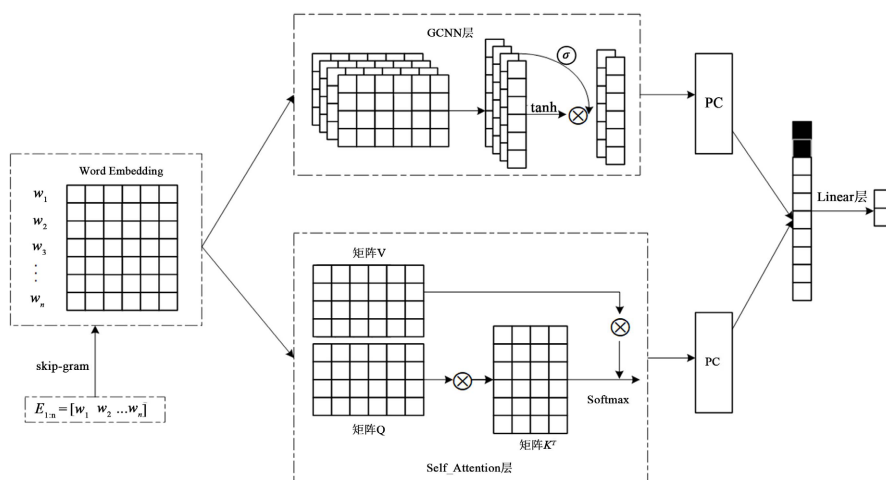 GCNN层
σ
tanh
PC
Word Embedding
w1
w2
w3
⋮
wn
skip-gram
E1:n = [w1 w2 …wn]
矩阵V
矩阵Q
矩阵K^T
Softmax
Self_Attention层
PC
Linear层